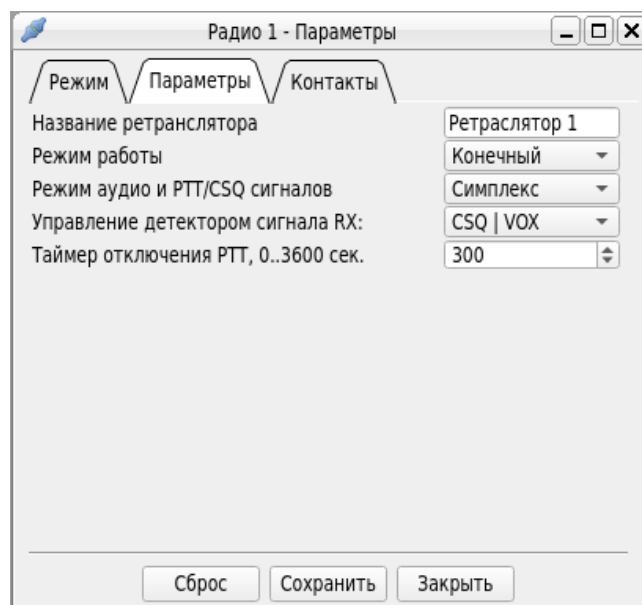 Радио 1 - Параметры
Режим Параметры Контакты
Название ретранслятора Ретраслятор 1
Режим работы Конечный
Режим аудио и PTT/CSQ сигналов Симплекс
Управление детектором сигнала RX: CSQ | VOX
Таймер отключения PTT, 0..3600 сек. 300
Сброс Сохранить Закрыть